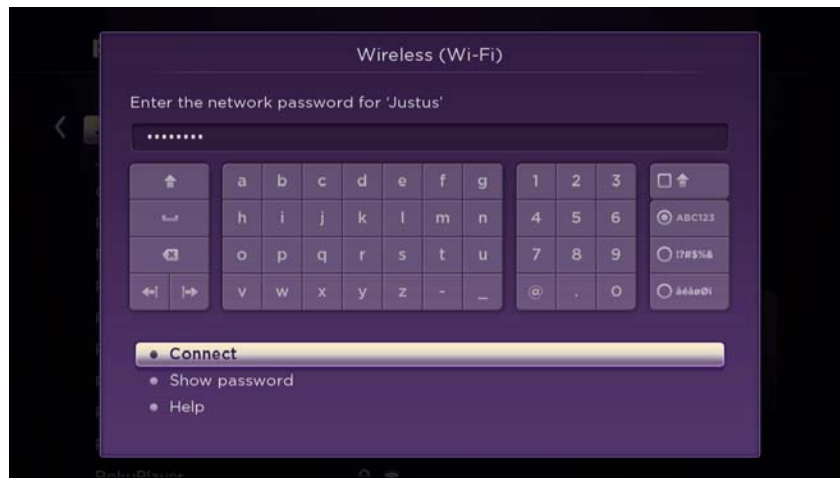 Wireless (Wi-Fi)
Enter the network password for 'Justus'
••••••••
a b c d e f g 1 2 3
h i j k l m n 4 5 6 ABC123
o p q r s t u 7 8 9 !?#$%&
v w x y z - _ @ . 0
Connect
Show password
Help
RokuPlayer